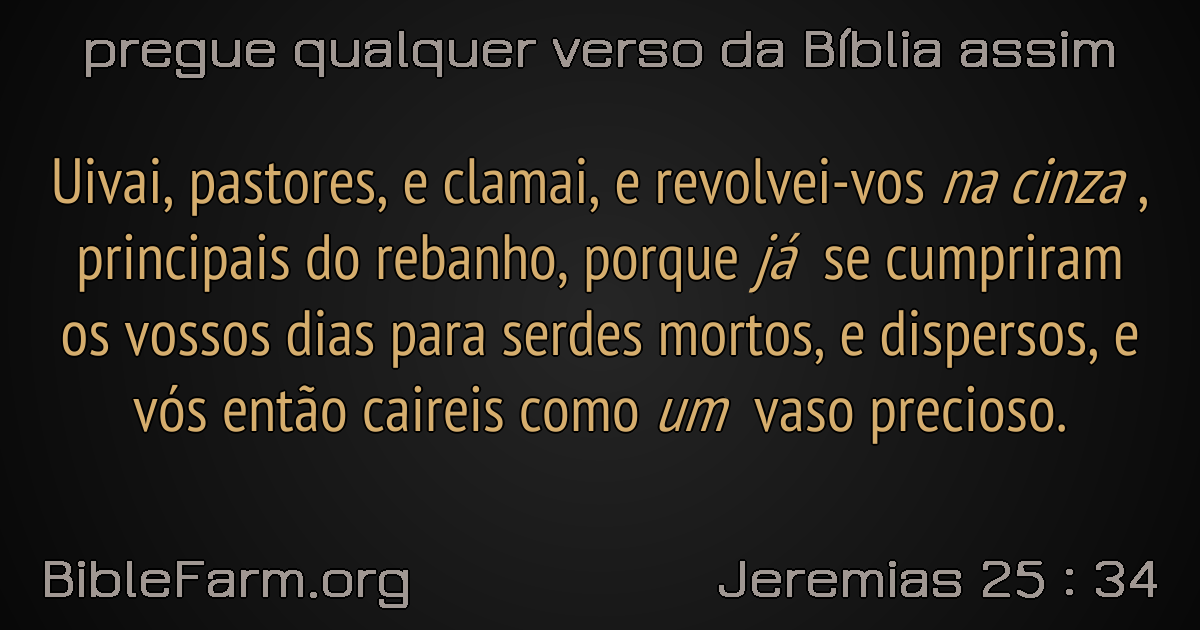 pregue qualquer verso da Bíblia assim
Uivai, pastores, e clamai, e revolvei-vos na cinza ,
principais do rebanho, porque já se cumpriram
os vossos dias para serdes mortos, e dispersos, e
vós então caireis como um vaso precioso.
BibleFarm.org
Jeremias 25 : 34